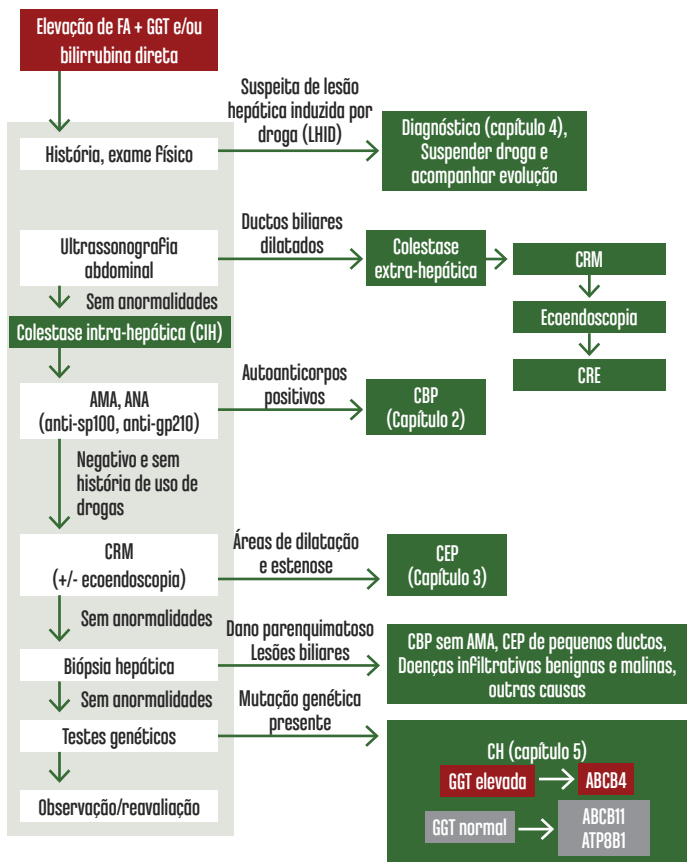 Elevação de FA + GGT e/ou
bilirrubina direta
Suspeita de lesão
hepática induzida por
droga (LHID)
História, exame físico
Diagnóstico (capítulo 4),
Suspender droga e
acompanhar evolução
Ultrassonografia
abdominal
Ductos biliares
dilatados
Colestase
extra-hepática
CRM
Ecoendoscopia
CRE
Sem anormalidades
Colestase intra-hepática (CIH)
AMA, ANA
(anti-sp100, anti-gp210)
Autoanticorpos
positivos
CBP
(Capítulo 2)
Negativo e sem
história de uso de
drogas
CRM
(+/- ecoendoscopia)
Áreas de dilatação
e estenose
CEP
(Capítulo 3)
Sem anormalidades
Biópsia hepática
Dano parenquimatoso
Lesões biliares
CBP sem AMA, CEP de pequenos ductos,
Doenças infiltrativas benignas e malinas,
outras causas
Sem anormalidades
Testes genéticos
Mutação genética
presente
CH (capítulo 5)
GGT elevada
ABCB4
GGT normal
ABCB11
ATP8B1
Observação/reavaliação